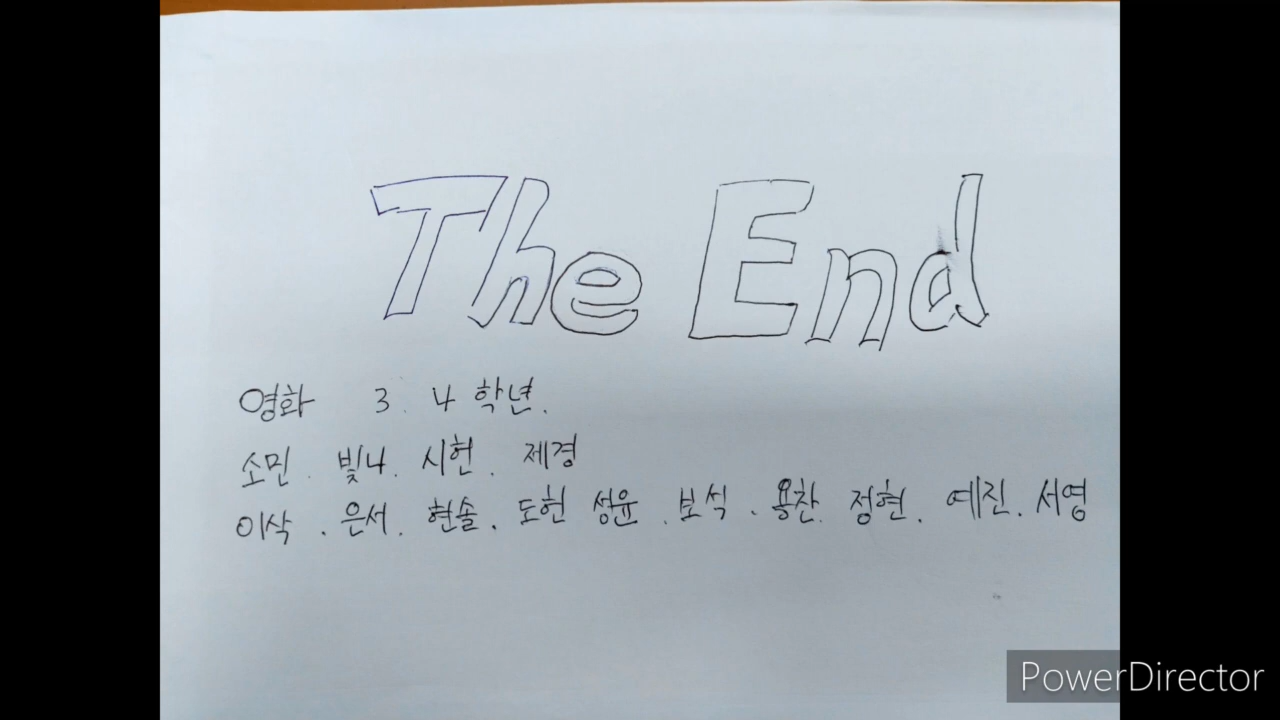 The End
영화 3. 4 학년.
소민. 빛나. 시헌. 제경
이삭. 은서. 현솔. 도헌 성윤. 보석. 용찬. 정현. 예진. 서영
PowerDirector